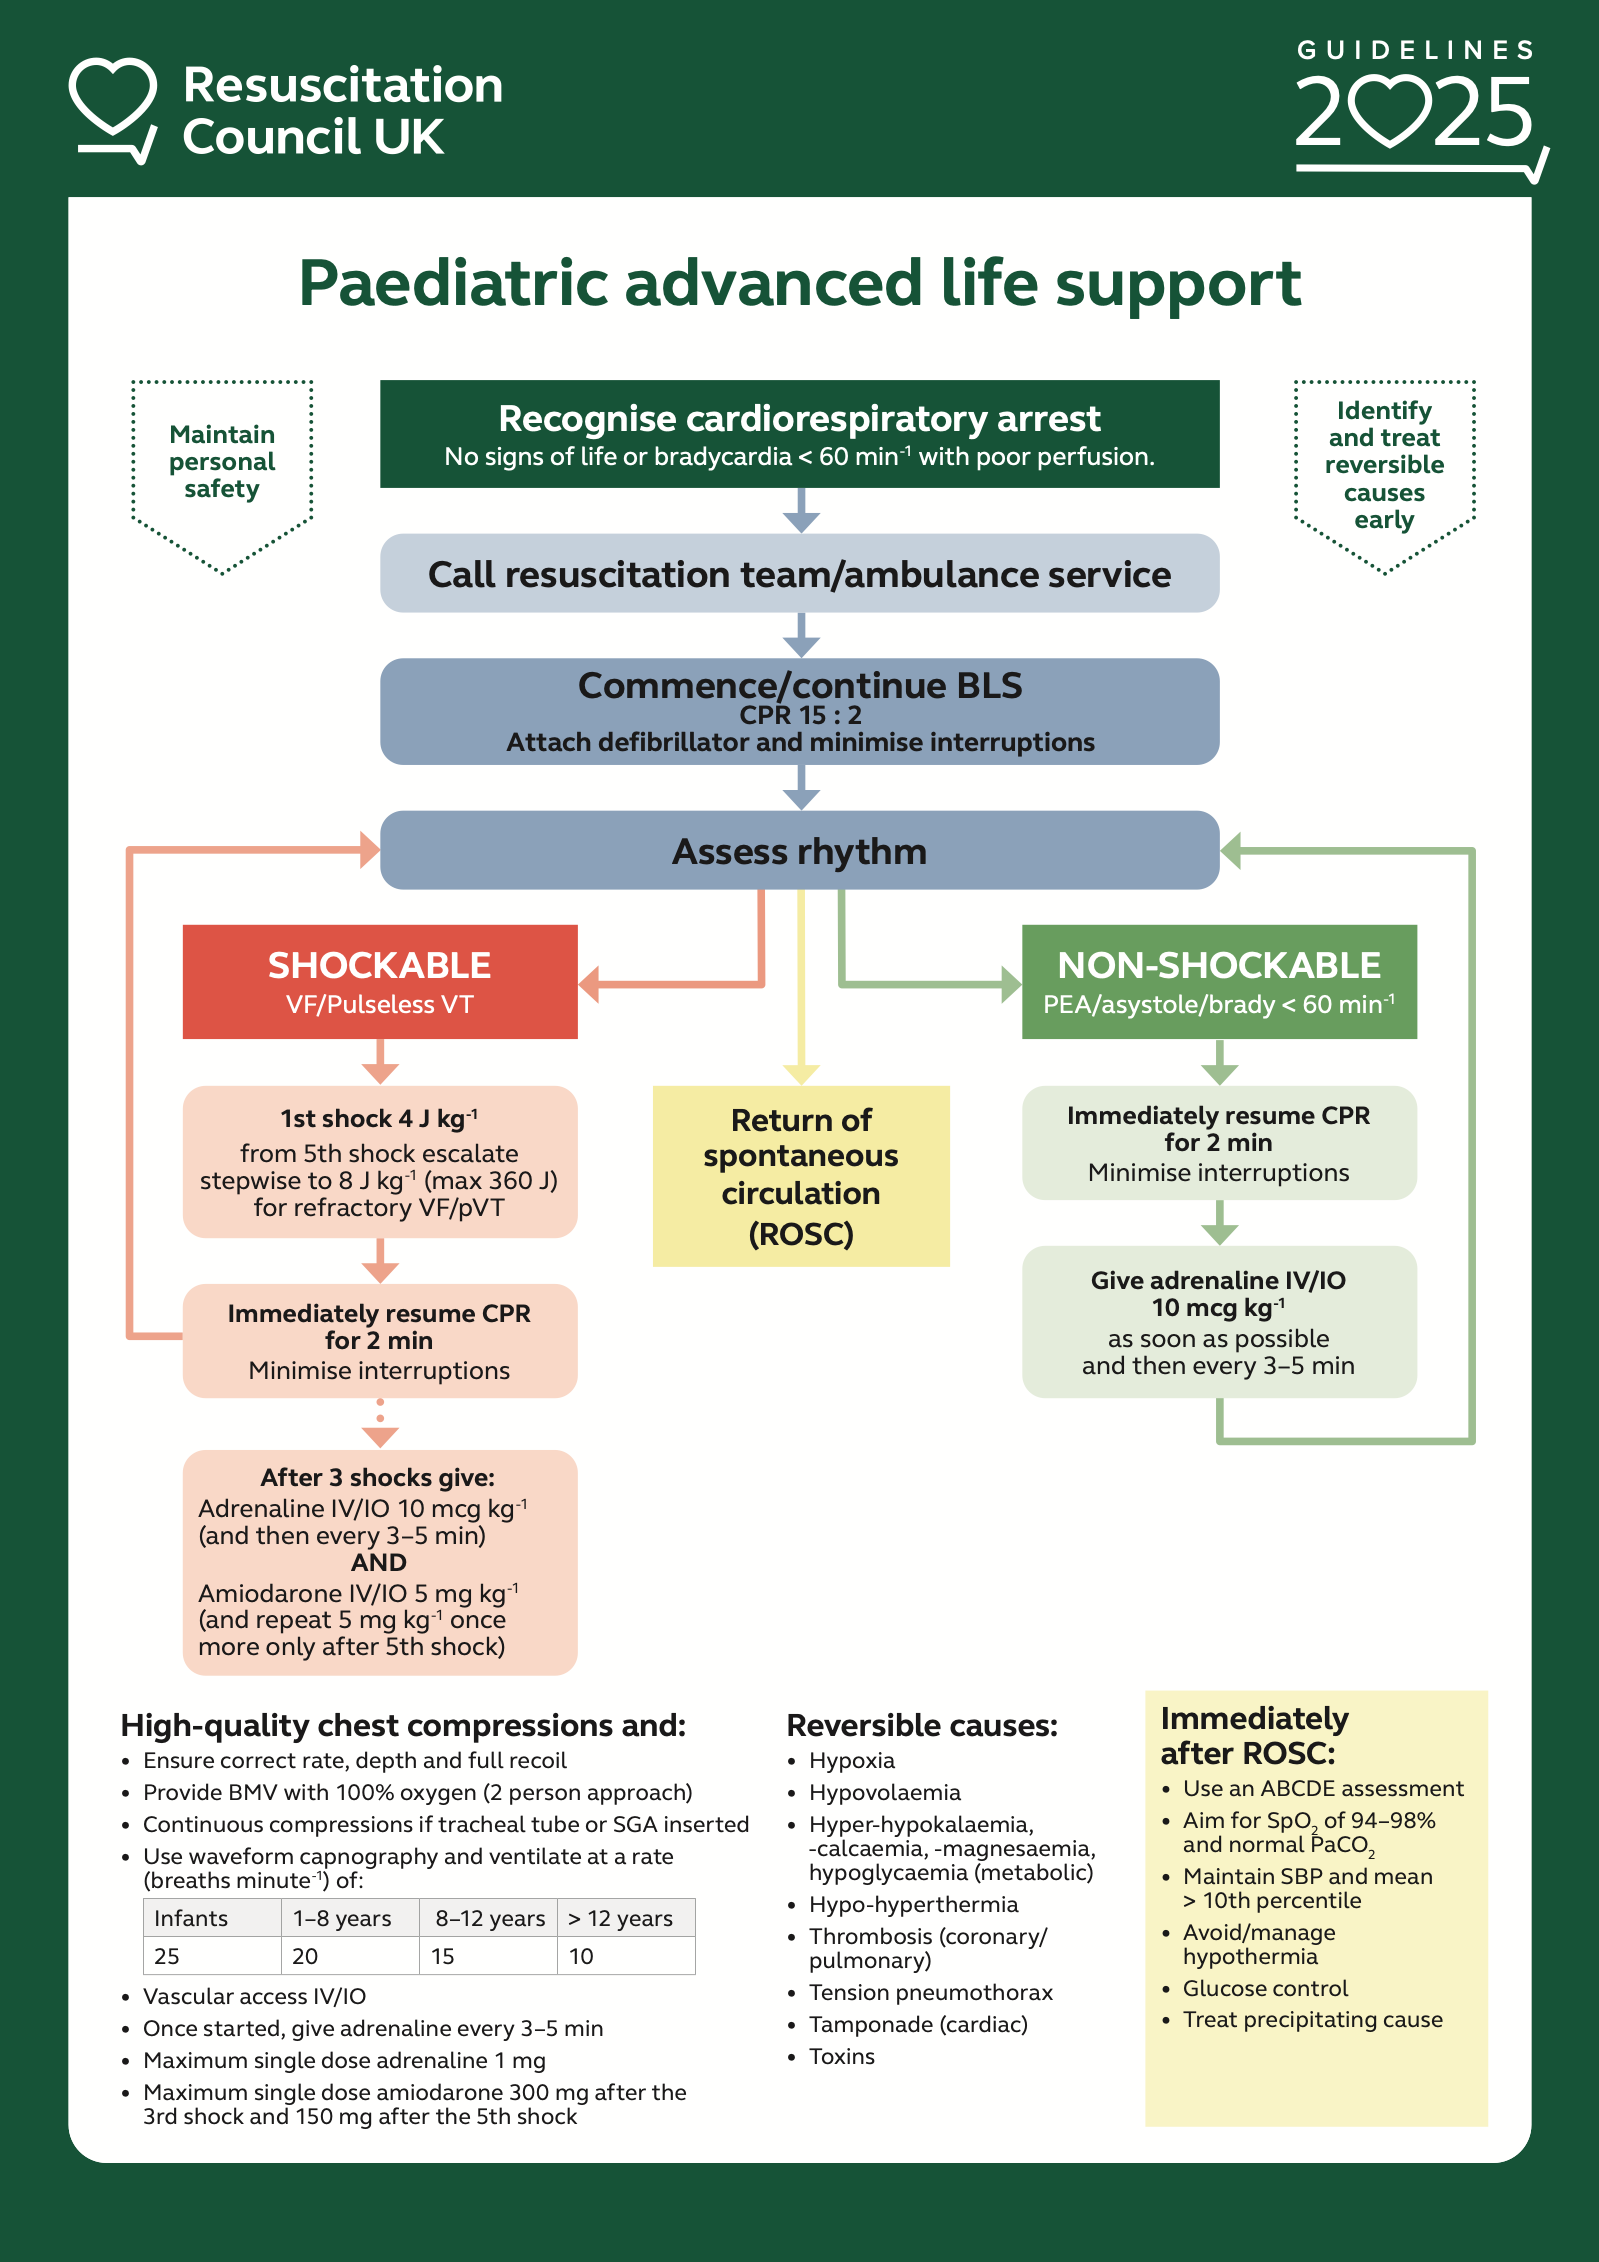 Resuscitation
Council UK
GUIDELINES
2025
Paediatric advanced life support
Maintain
personal
safety
Recognise cardiorespiratory arrest
No signs of life or bradycardia < 60 min⁻¹ with poor perfusion.
Identify
and treat
reversible
causes
early
Call resuscitation team/ambulance service
Commence/continue BLS
CPR 15 : 2
Attach defibrillator and minimise interruptions
Assess rhythm
SHOCKABLE
VF/Pulseless VT
NON-SHOCKABLE
PEA/asystole/brady < 60 min⁻¹
1st shock 4 J kg⁻¹
from 5th shock escalate
stepwise to 8 J kg⁻¹ (max 360 J)
for refractory VF/pVT
Immediately resume CPR
for 2 min
Minimise interruptions
After 3 shocks give:
Adrenaline IV/IO 10 mcg kg⁻¹
(and then every 3–5 min)
AND
Amiodarone IV/IO 5 mg kg⁻¹
(and repeat 5 mg kg⁻¹ once
more only after 5th shock)
Return of
spontaneous
circulation
(ROSC)
Immediately resume CPR
for 2 min
Minimise interruptions
Give adrenaline IV/IO
10 mcg kg⁻¹
as soon as possible
and then every 3–5 min
High-quality chest compressions and:
• Ensure correct rate, depth and full recoil
• Provide BMV with 100% oxygen (2 person approach)
• Continuous compressions if tracheal tube or SGA inserted
• Use waveform capnography and ventilate at a rate
(breaths minute⁻¹) of:
Infants 1–8 years 8–12 years > 12 years
25 20 15 10
• Vascular access IV/IO
• Once started, give adrenaline every 3–5 min
• Maximum single dose adrenaline 1 mg
• Maximum single dose amiodarone 300 mg after the
3rd shock and 150 mg after the 5th shock
Reversible causes:
• Hypoxia
• Hypovolaemia
• Hyper-hypokalaemia,
-calcaemia, -magnesaemia,
hypoglycaemia (metabolic)
• Hypo-hyperthermia
• Thrombosis (coronary/
pulmonary)
• Tension pneumothorax
• Tamponade (cardiac)
• Toxins
Immediately
after ROSC:
• Use an ABCDE assessment
• Aim for SpO₂ of 94–98%
and normal PaCO₂
• Maintain SBP and mean
> 10th percentile
• Avoid/manage
hypothermia
• Glucose control
• Treat precipitating cause